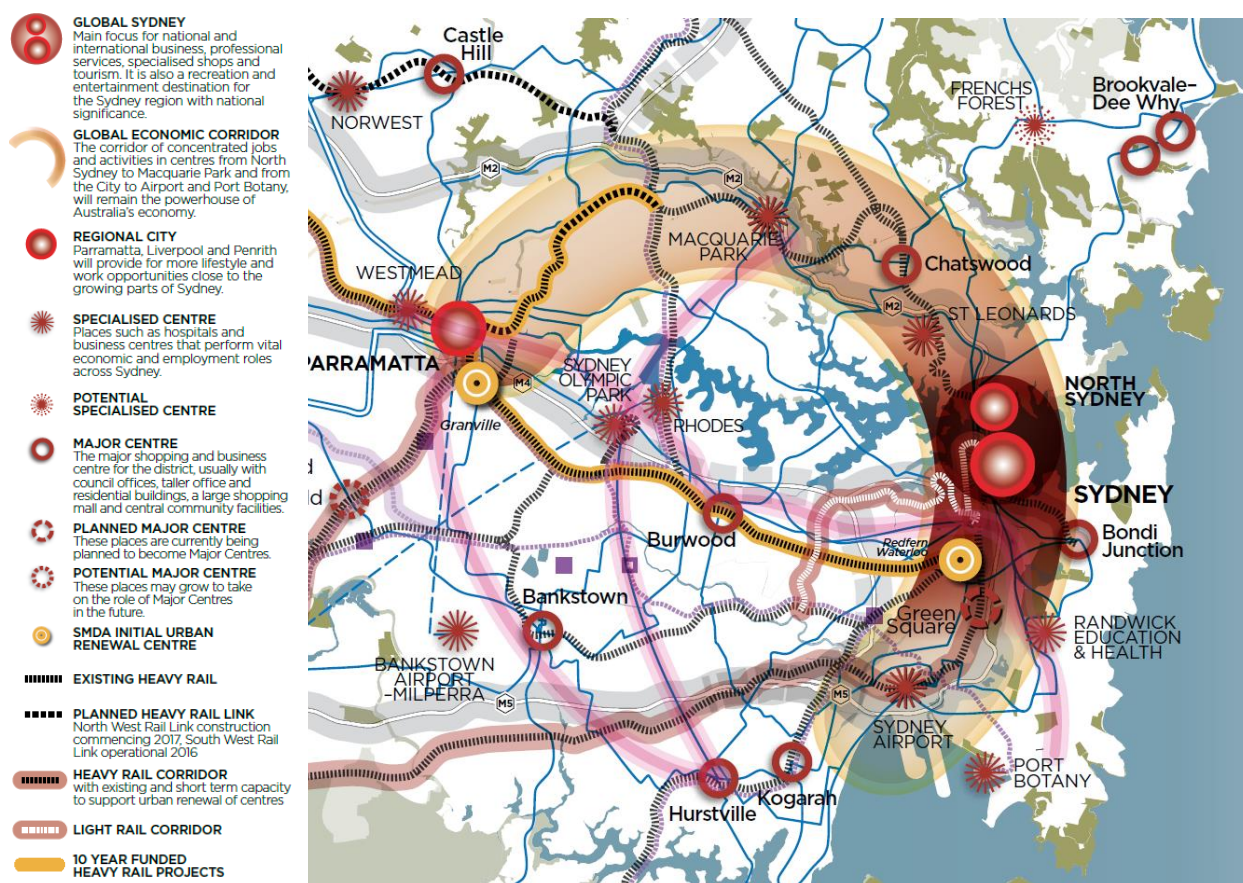 GLOBAL SYDNEY
Main focus for national and
international business, professional
services, specialised shops and
tourism. It is also a recreation and
entertainment destination for
the Sydney region with national
significance.
GLOBAL ECONOMIC CORRIDOR
The corridor of concentrated jobs
and activities in centres from North
Sydney to Macquarie Park and from
the City to Airport and Port Botany,
will remain the powerhouse of
Australia's economy.
REGIONAL CITY
Parramatta, Liverpool and Penrith
will provide for more lifestyle and
work opportunities close to the
growing parts of Sydney.
SPECIALISED CENTRE
Places such as hospitals and
business centres that perform vital
economic and employment roles
across Sydney.
POTENTIAL
SPECIALISED CENTRE
MAJOR CENTRE
The major shopping and business
centre for the district, usually with
council offices, taller office and
residential buildings, a large shopping
mall and central community facilities.
PLANNED MAJOR CENTRE
These places are currently being
planned to become Major Centres.
POTENTIAL MAJOR CENTRE
These places may grow to take
on the role of Major Centres
in the future.
SMDA INITIAL URBAN
RENEWAL CENTRE
EXISTING HEAVY RAIL
PLANNED HEAVY RAIL LINK
North West Rail Link construction
commencing 2017, South West Rail
Link operational 2016
HEAVY RAIL CORRIDOR
with existing and short term capacity
to support urban renewal of centres
LIGHT RAIL CORRIDOR
10 YEAR FUNDED
HEAVY RAIL PROJECTS
Castle
Hill
NORWEST
FRENCHS
FOREST
Brookvale–
Dee Why
M2
M2
MACQUARIE
PARK
Chatswood
WESTMEAD
M2
ST LEONARDS
PARRAMATTA
SYDNEY
OLYMPIC
PARK
M4
NORTH
SYDNEY
Granville
RHODES
SYDNEY
d
ld
Burwood
Redfern
Waterloo
Bondi
Junction
Bankstown
Green
Square
RANDWICK
EDUCATION
& HEALTH
BANKSTOWN
AIRPORT
–MILPERRA
M5
M5
SYDNEY
AIRPORT
PORT
BOTANY
Kogarah
Hurstville